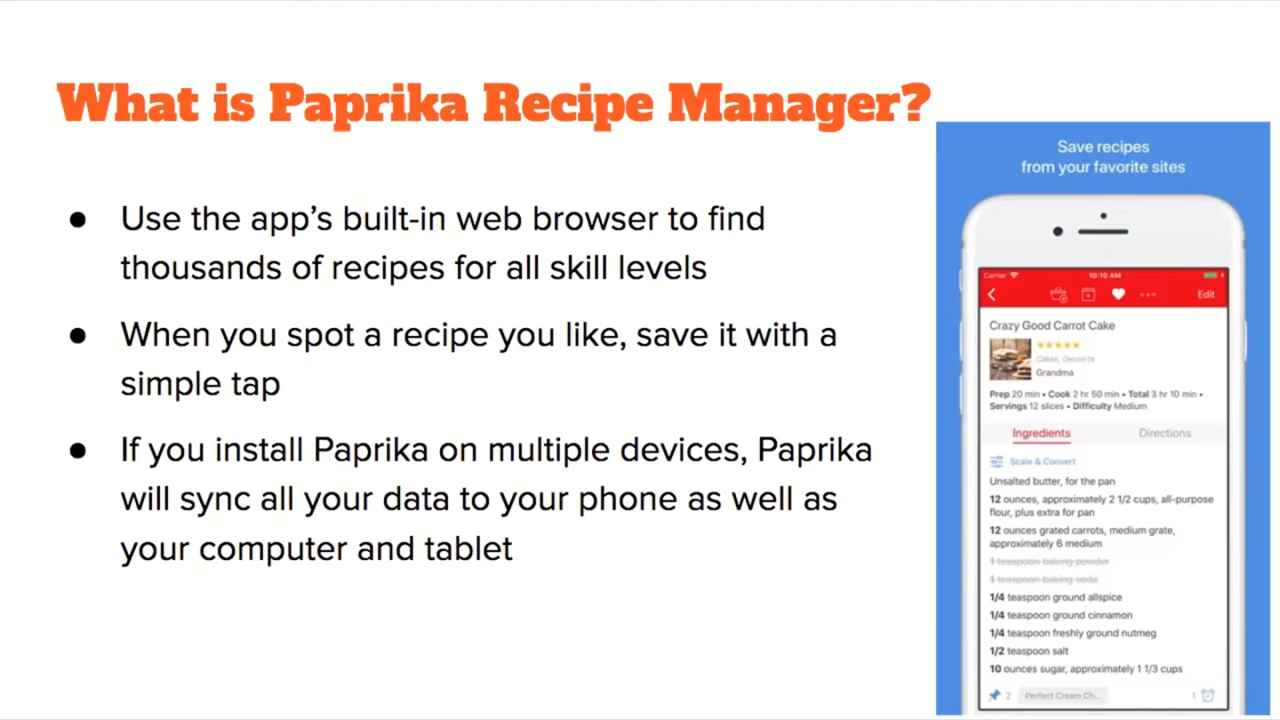 What is Paprika Recipe Manager?
● Use the app’s built-in web browser to find
thousands of recipes for all skill levels
● When you spot a recipe you like, save it with a
simple tap
● If you install Paprika on multiple devices, Paprika
will sync all your data to your phone as well as
your computer and tablet
Save recipes
from your favorite sites
Carrier 10:10 AM
Edit
Crazy Good Carrot Cake
Cakes, Desserts
Grandma
Prep 20 min • Cook 2 hr 50 min • Total 3 hr 10 min •
Servings 12 slices • Difficulty Medium
Ingredients Directions
Scale & Convert
Unsalted butter, for the pan
12 ounces, approximately 2 1/2 cups, all-purpose
flour, plus extra for pan
12 ounces grated carrots, medium grate,
approximately 6 medium
1 teaspoon baking powder
1 teaspoon baking soda
1/4 teaspoon ground allspice
1/4 teaspoon ground cinnamon
1/4 teaspoon freshly ground nutmeg
1/2 teaspoon salt
10 ounces sugar, approximately 1 1/3 cups
2 Perfect Cream Ch... 1